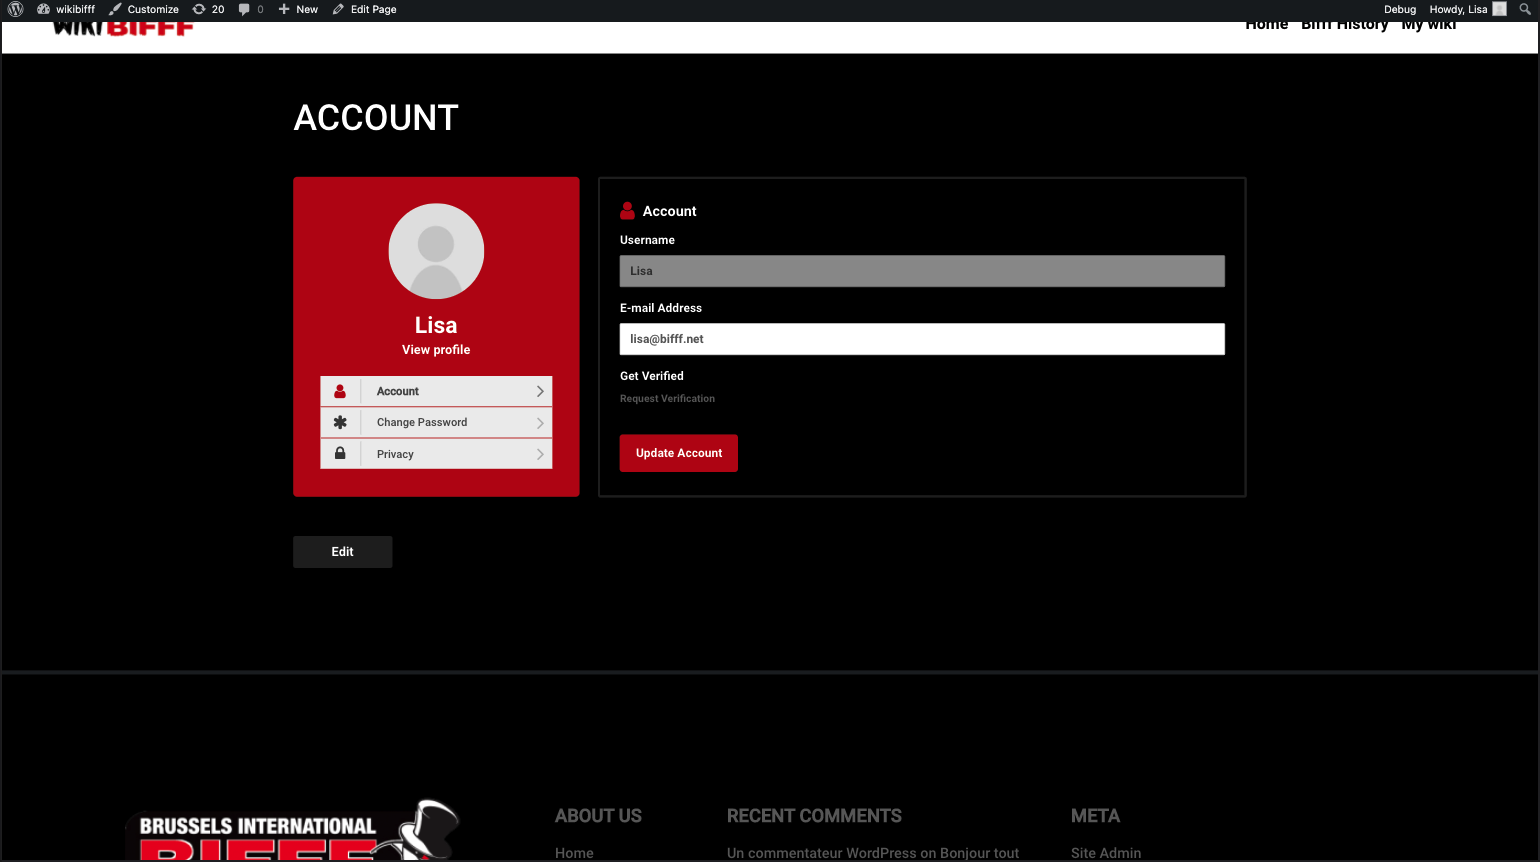 wikibifff
Customize
20
0
New
Edit Page
Debug
Howdy, Lisa
WIKI BIFFF
Home
Bifff History
My wiki
ACCOUNT
Lisa
View profile
Account
Change Password
Privacy
Account
Username
Lisa
E-mail Address
lisa@bifff.net
Get Verified
Request Verification
Update Account
Edit
BRUSSELS INTERNATIONAL
BIFFF
ABOUT US
Home
RECENT COMMENTS
Un commentateur WordPress on Bonjour tout
META
Site Admin